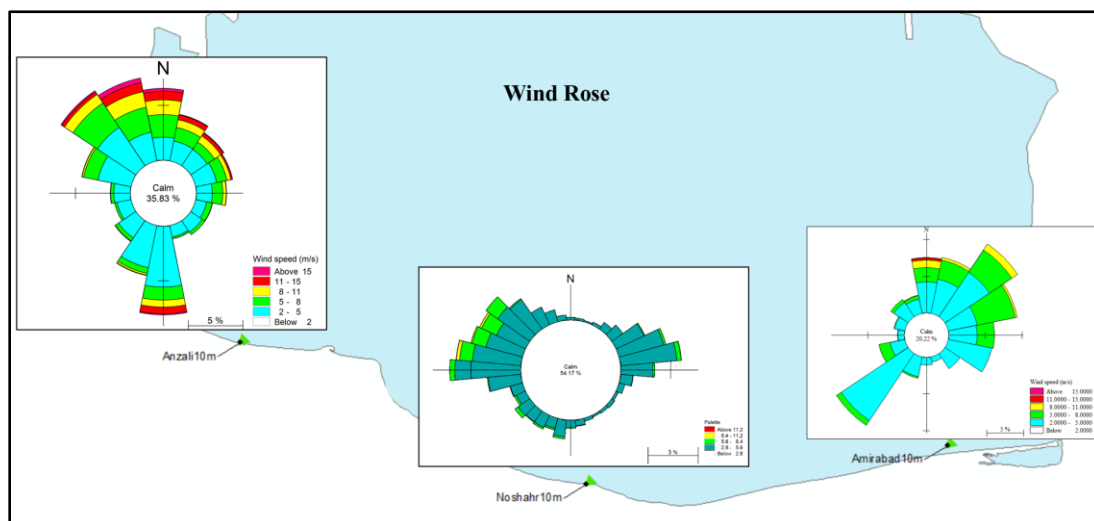 Wind Rose
N
Calm
35.83 %
Wind speed (m/s)
Above 15
11 - 15
8 - 11
5 - 8
2 - 5
Below 2
5 %
Anzali10m
N
Calm
54.17 %
Palette
Above 11.2
8.4 - 11.2
5.6 - 8.4
2.8 - 5.6
Below 2.8
3 %
Noshahr10m
N
Calm
20.22 %
Wind speed (m/s)
Above 15.0000
11.0000 - 15.0000
8.0000 - 11.0000
5.0000 - 8.0000
2.0000 - 5.0000
Below 2.0000
5 %
Amirabad10m